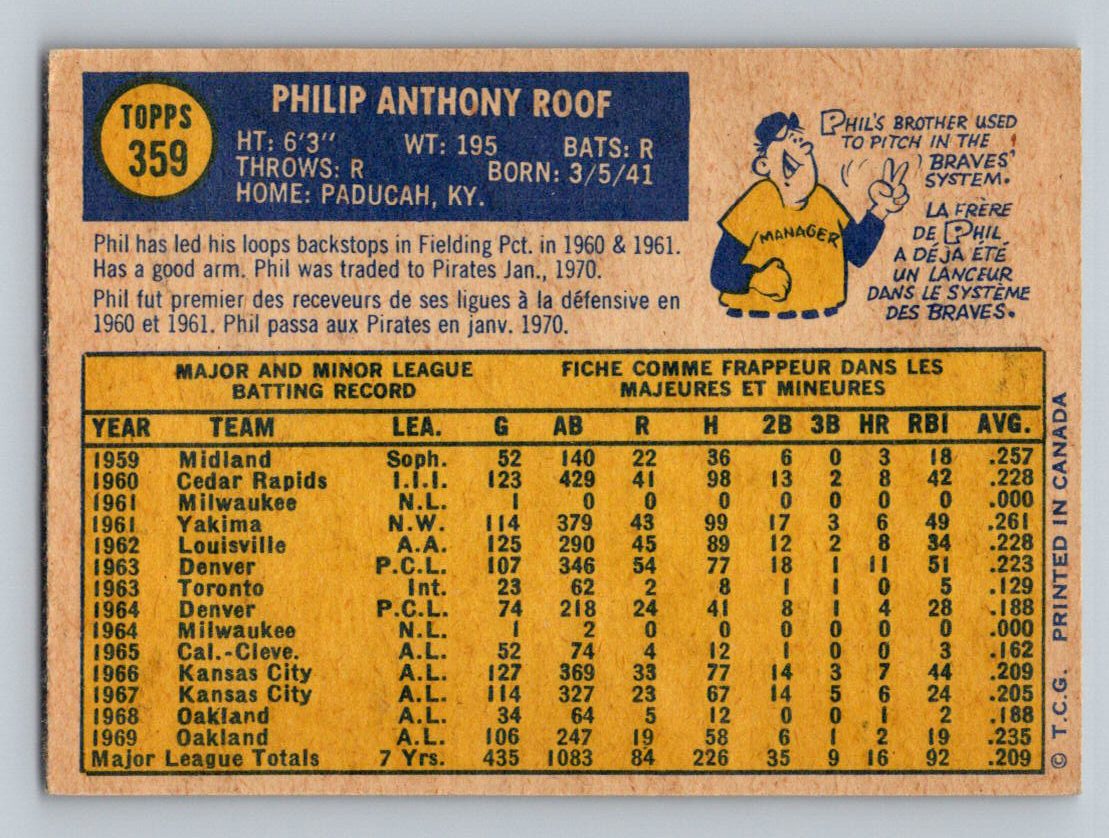 TOPPS
359
PHILIP ANTHONY ROOF
HT: 6'3" WT: 195 BATS: R
THROWS: R BORN: 3/5/41
HOME: PADUCAH, KY.
PHIL'S BROTHER USED
TO PITCH IN THE
'BRAVES'
SYSTEM.
LA FRÈRE
DE PHIL
A DÉJÀ ÉTÉ
UN LANCEUR
DANS LE SYSTÈME
DES BRAVES.
MANAGER
Phil has led his loops backstops in Fielding Pct. in 1960 & 1961.
Has a good arm. Phil was traded to Pirates Jan., 1970.
Phil fut premier des receveurs de ses ligues à la défensive en
1960 et 1961. Phil passa aux Pirates en janv. 1970.
MAJOR AND MINOR LEAGUE
BATTING RECORD
FICHE COMME FRAPPEUR DANS LES
MAJEURES ET MINEURES
YEAR TEAM LEA. G AB R H 2B 3B HR RBI AVG.
1959 Midland Soph. 52 140 22 36 6 0 3 18 .257
1960 Cedar Rapids I.I.I. 123 429 41 98 13 2 8 42 .228
1961 Milwaukee N.L. 1 0 0 0 0 0 0 0 .000
1961 Yakima N.W. 114 379 43 99 17 3 6 49 .261
1962 Louisville A.A. 125 290 45 89 12 2 8 34 .228
1963 Denver P.C.L. 107 346 54 77 18 1 11 51 .223
1963 Toronto Int. 23 62 2 8 1 1 0 5 .129
1964 Denver P.C.L. 74 218 24 41 8 1 4 28 .188
1964 Milwaukee N.L. 1 2 0 0 0 0 0 0 .000
1965 Cal.-Cleve. A.L. 52 74 4 12 1 0 0 3 .162
1966 Kansas City A.L. 127 369 33 77 14 3 7 44 .209
1967 Kansas City A.L. 114 327 23 67 14 5 6 24 .205
1968 Oakland A.L. 34 64 5 12 0 0 1 2 .188
1969 Oakland A.L. 106 247 19 58 6 1 2 19 .235
Major League Totals 7 Yrs. 435 1083 84 226 35 9 16 92 .209
© T.C.G. PRINTED IN CANADA